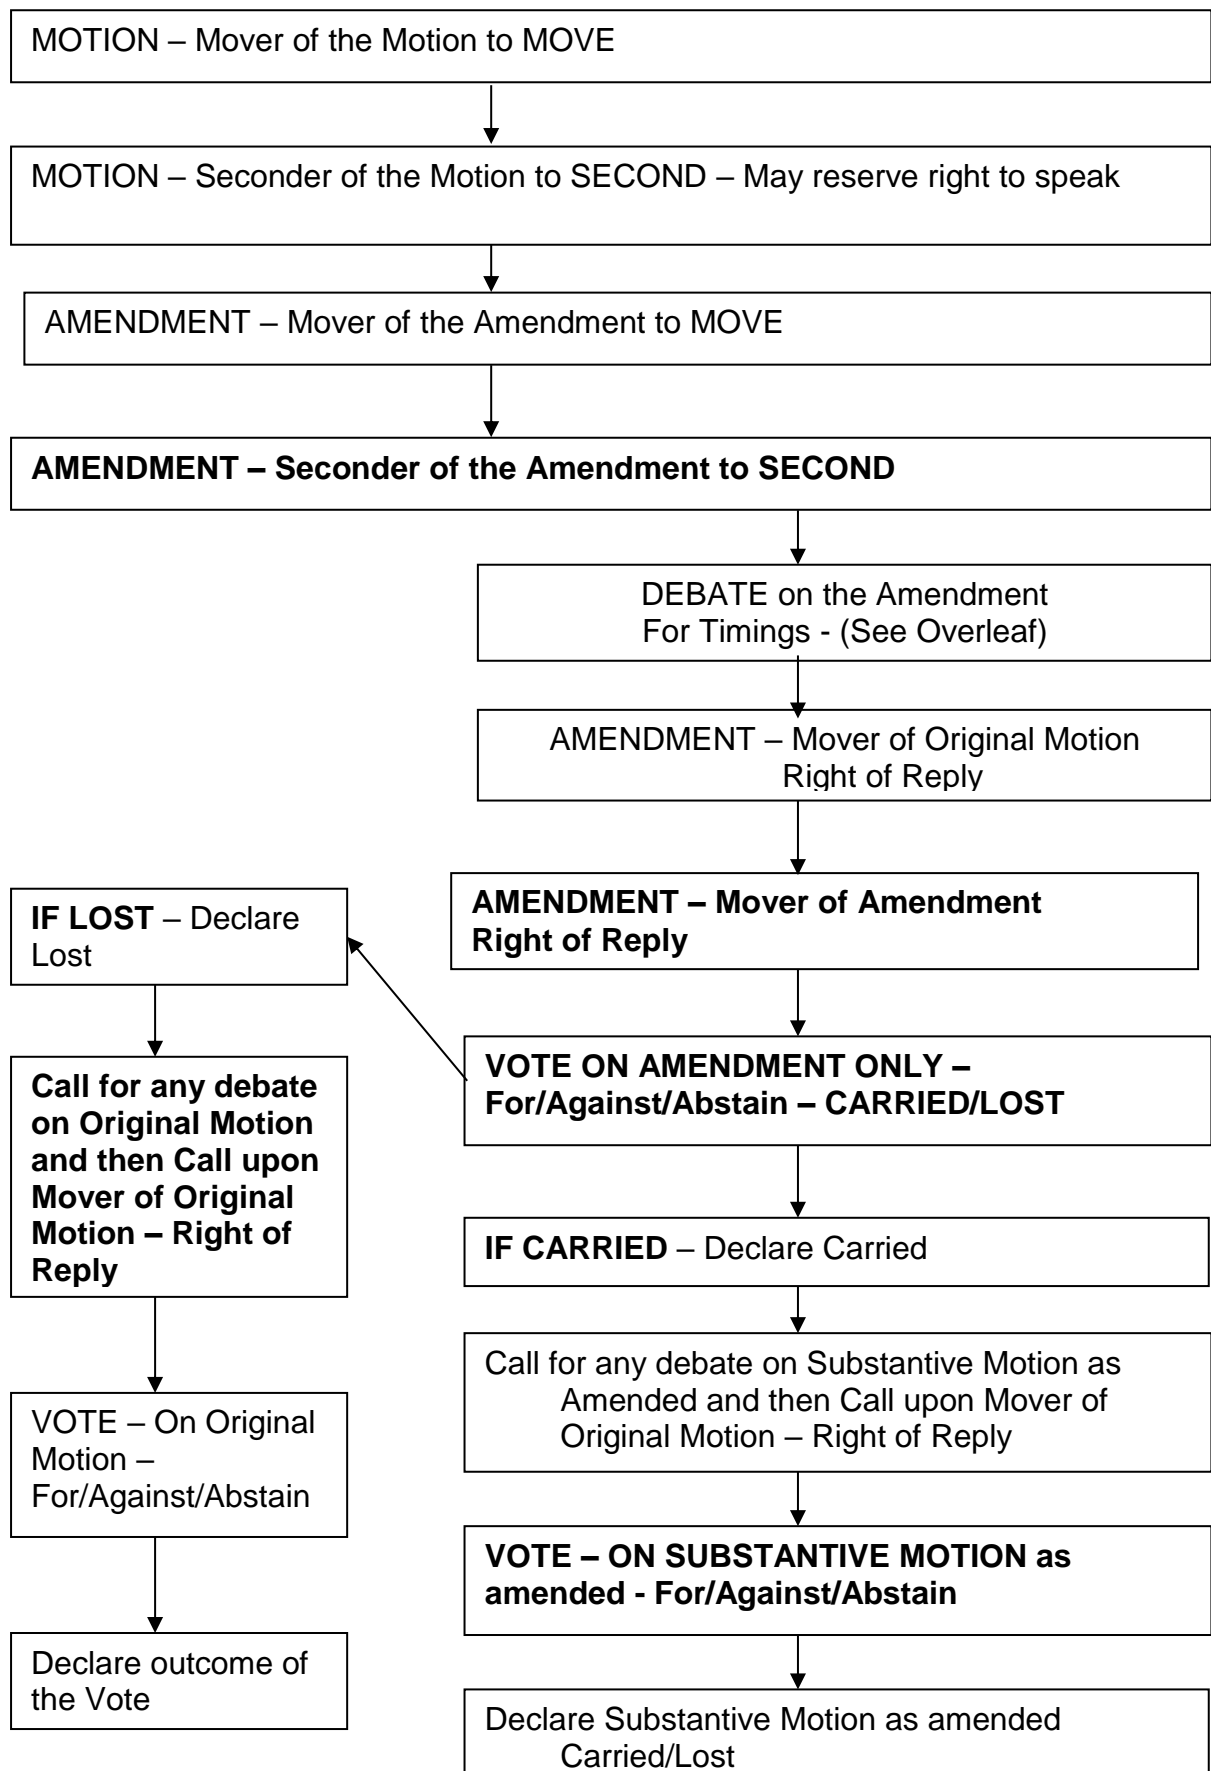 MOTION – Mover of the Motion to MOVE
MOTION – Seconder of the Motion to SECOND – May reserve right to speak
AMENDMENT – Mover of the Amendment to MOVE
AMENDMENT – Seconder of the Amendment to SECOND
DEBATE on the Amendment
For Timings - (See Overleaf)
AMENDMENT – Mover of Original Motion
Right of Reply
AMENDMENT – Mover of Amendment
Right of Reply
VOTE ON AMENDMENT ONLY –
For/Against/Abstain – CARRIED/LOST
IF LOST – Declare
Lost
Call for any debate
on Original Motion
and then Call upon
Mover of Original
Motion – Right of
Reply
VOTE – On Original
Motion –
For/Against/Abstain
Declare outcome of
the Vote
IF CARRIED – Declare Carried
Call for any debate on Substantive Motion as
Amended and then Call upon Mover of
Original Motion – Right of Reply
VOTE – ON SUBSTANTIVE MOTION as
amended - For/Against/Abstain
Declare Substantive Motion as amended
Carried/Lost